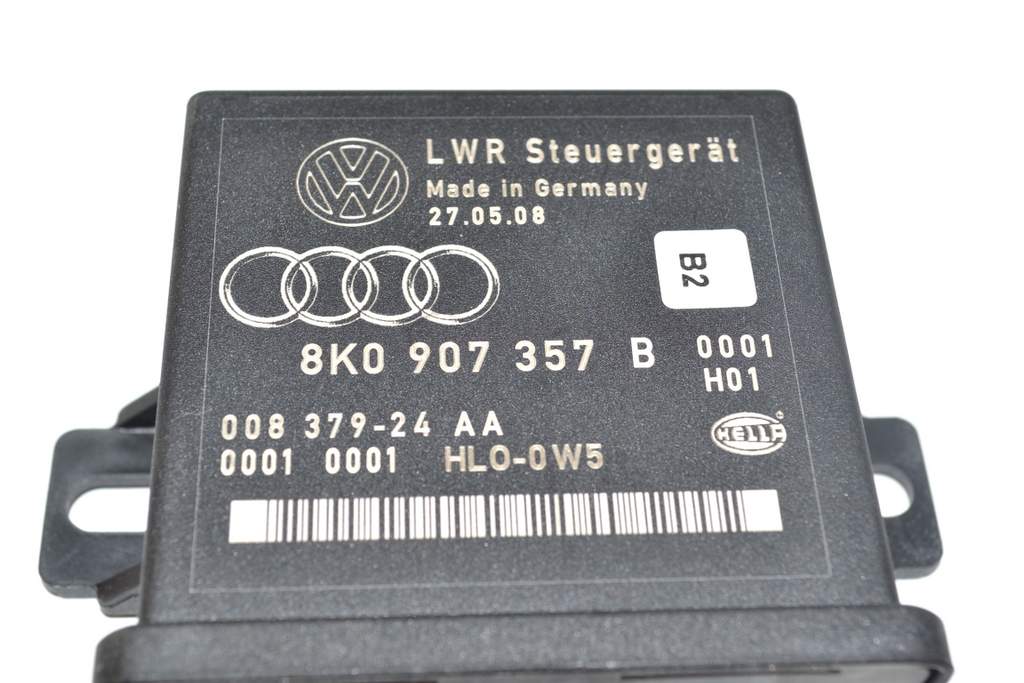 LWR Steuergerät
Made in Germany
27.05.08
B2
8K0 907 357 B 0001
H01
008 379-24 AA
HELLA
0001 0001 HLO-0W5